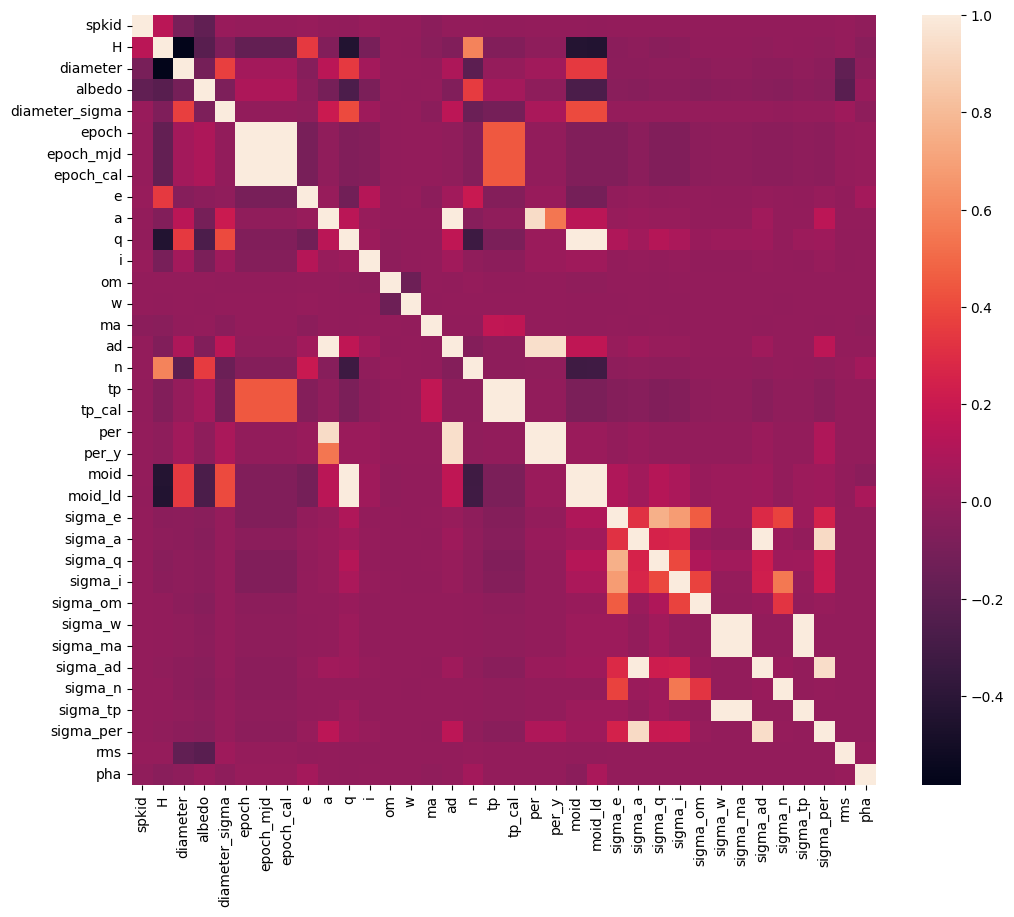 spkid
H
diameter
albedo
diameter_sigma
epoch
epoch_mjd
epoch_cal
e
a
q
i
om
w
ma
ad
n
tp
tp_cal
per
per_y
moid
moid_ld
sigma_e
sigma_a
sigma_q
sigma_i
sigma_om
sigma_w
sigma_ma
sigma_ad
sigma_n
sigma_tp
sigma_per
rms
pha
spkid
H
diameter
albedo
diameter_sigma
epoch
epoch_mjd
epoch_cal
e
a
q
i
om
w
ma
ad
n
tp
tp_cal
per
per_y
moid
moid_ld
sigma_e
sigma_a
sigma_q
sigma_i
sigma_om
sigma_w
sigma_ma
sigma_ad
sigma_n
sigma_tp
sigma_per
rms
pha
1.0
0.8
0.6
0.4
0.2
0.0
−0.2
−0.4